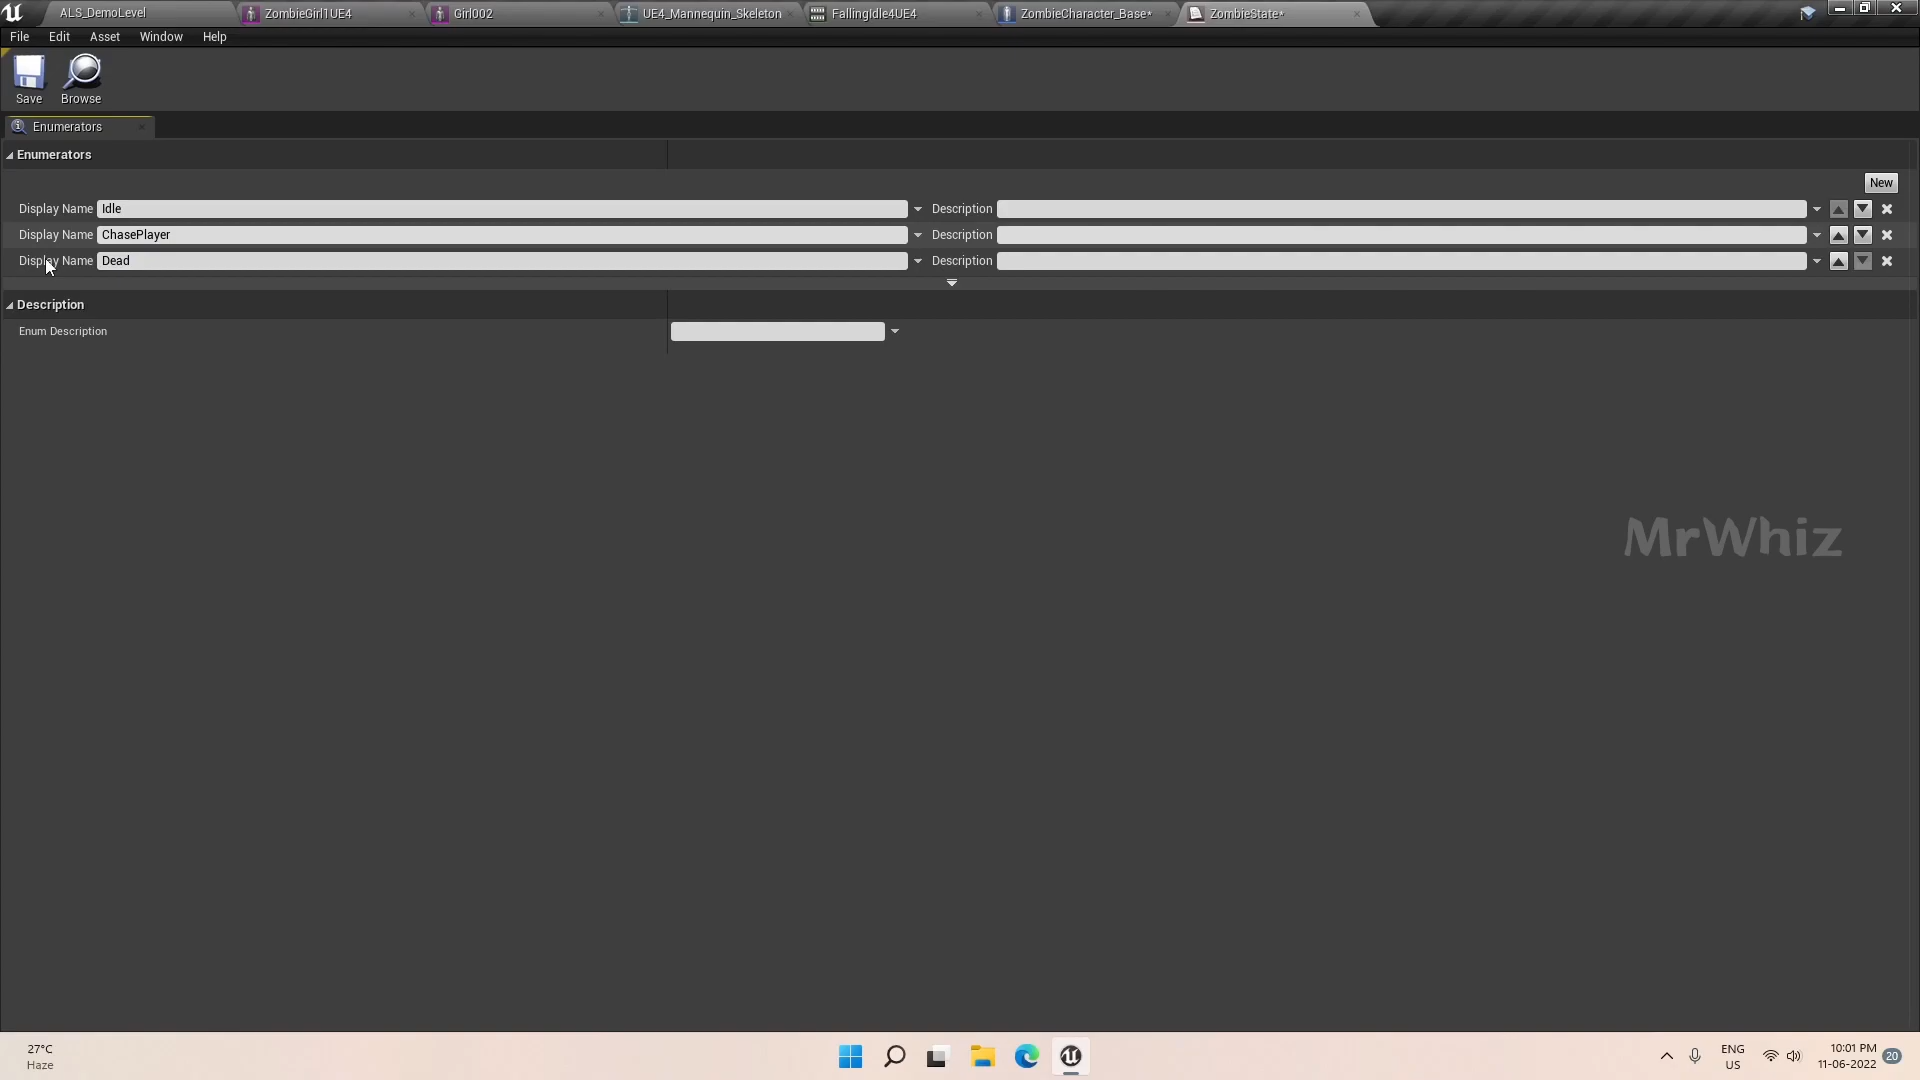 ALS_DemoLevel
ZombieGirl1UE4
Girl002
UE4_Mannequin_Skeleton
FallingIdle4UE4
ZombieCharacter_Base*
ZombieState*
File Edit Asset Window Help
Save Browse
Enumerators
Enumerators
New
Display Name Idle Description
Display Name ChasePlayer Description
Display Name Dead Description
Description
Enum Description
MrWhiz
27°C
Haze
ENG
US
10:01 PM
11-06-2022
20